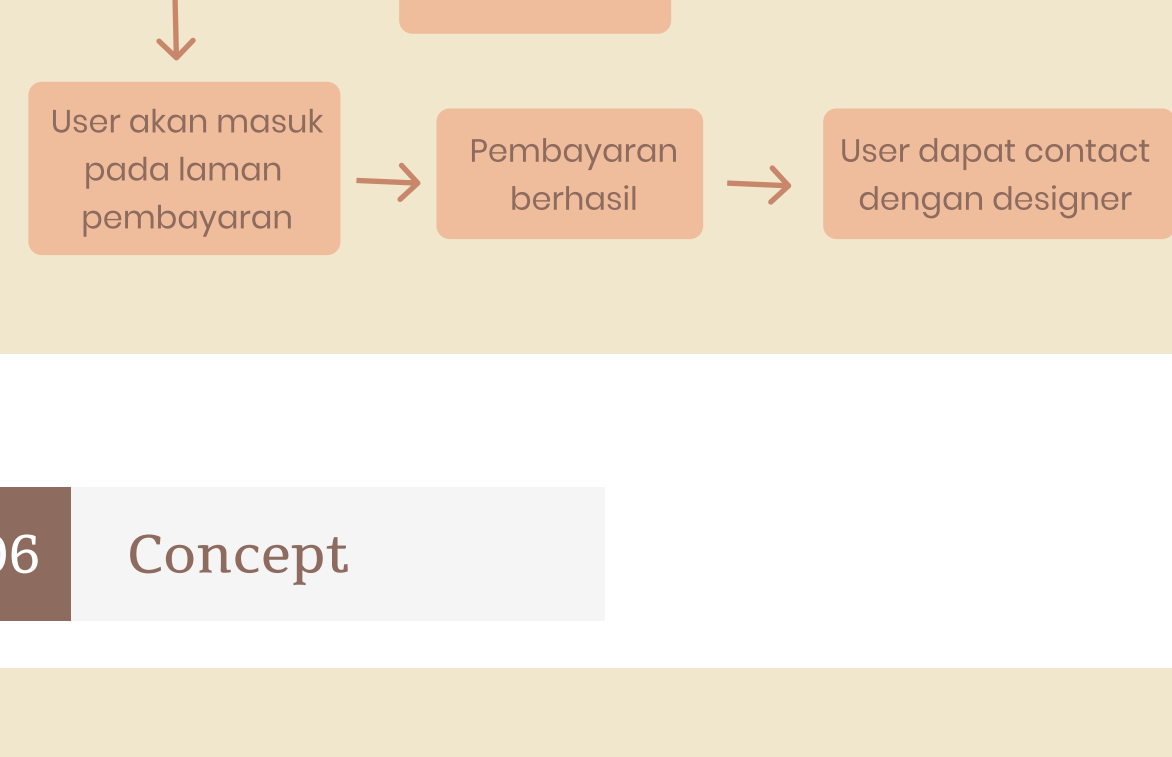 User akan masuk
pada laman
pembayaran
Pembayaran
berhasil
User dapat contact
dengan designer
06
Concept